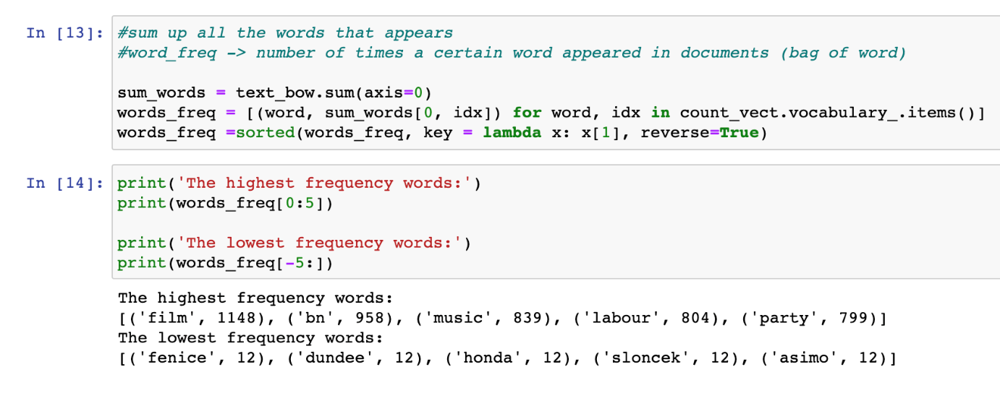 In [13]: #sum up all the words that appears
#word_freq -> number of times a certain word appeared in documents (bag of word)
sum_words = text_bow.sum(axis=0)
words_freq = [(word, sum_words[0, idx]) for word, idx in count_vect.vocabulary_.items()]
words_freq =sorted(words_freq, key = lambda x: x[1], reverse=True)
In [14]: print('The highest frequency words:')
print(words_freq[0:5])
print('The lowest frequency words:')
print(words_freq[-5:])
The highest frequency words:
[('film', 1148), ('bn', 958), ('music', 839), ('labour', 804), ('party', 799)]
The lowest frequency words:
[('fenice', 12), ('dundee', 12), ('honda', 12), ('sloncek', 12), ('asimo', 12)]